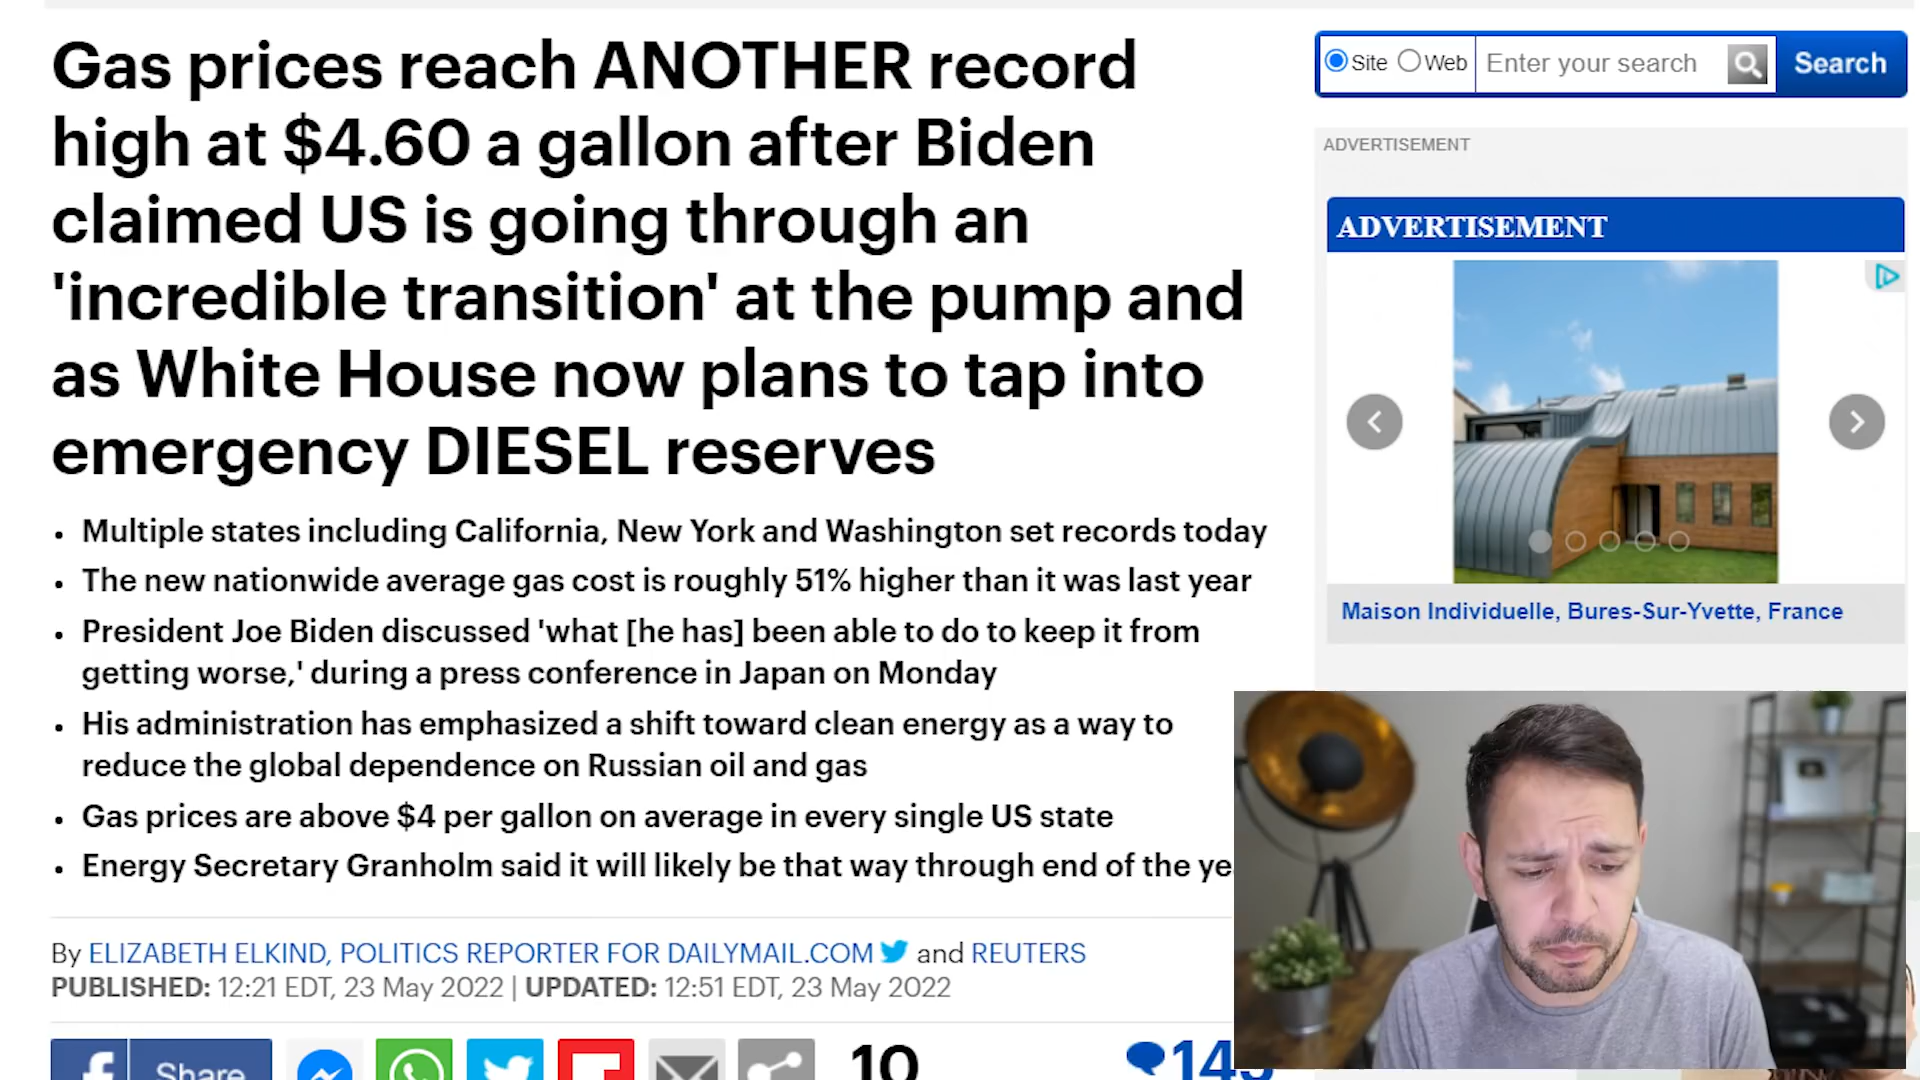 Gas prices reach ANOTHER record
high at $4.60 a gallon after Biden
claimed US is going through an
'incredible transition' at the pump and
as White House now plans to tap into
emergency DIESEL reserves
• Multiple states including California, New York and Washington set records today
• The new nationwide average gas cost is roughly 51% higher than it was last year
• President Joe Biden discussed 'what [he has] been able to do to keep it from
getting worse,' during a press conference in Japan on Monday
• His administration has emphasized a shift toward clean energy as a way to
reduce the global dependence on Russian oil and gas
• Gas prices are above $4 per gallon on average in every single US state
• Energy Secretary Granholm said it will likely be that way through end of the
By ELIZABETH ELKIND, POLITICS REPORTER FOR DAILYMAIL.COM and REUTERS
PUBLISHED: 12:21 EDT, 23 May 2022 | UPDATED: 12:51 EDT, 23 May 2022
Share
10
Site Web Enter your search Search
ADVERTISEMENT
ADVERTISEMENT
Maison Individuelle, Bures-Sur-Yvette, France